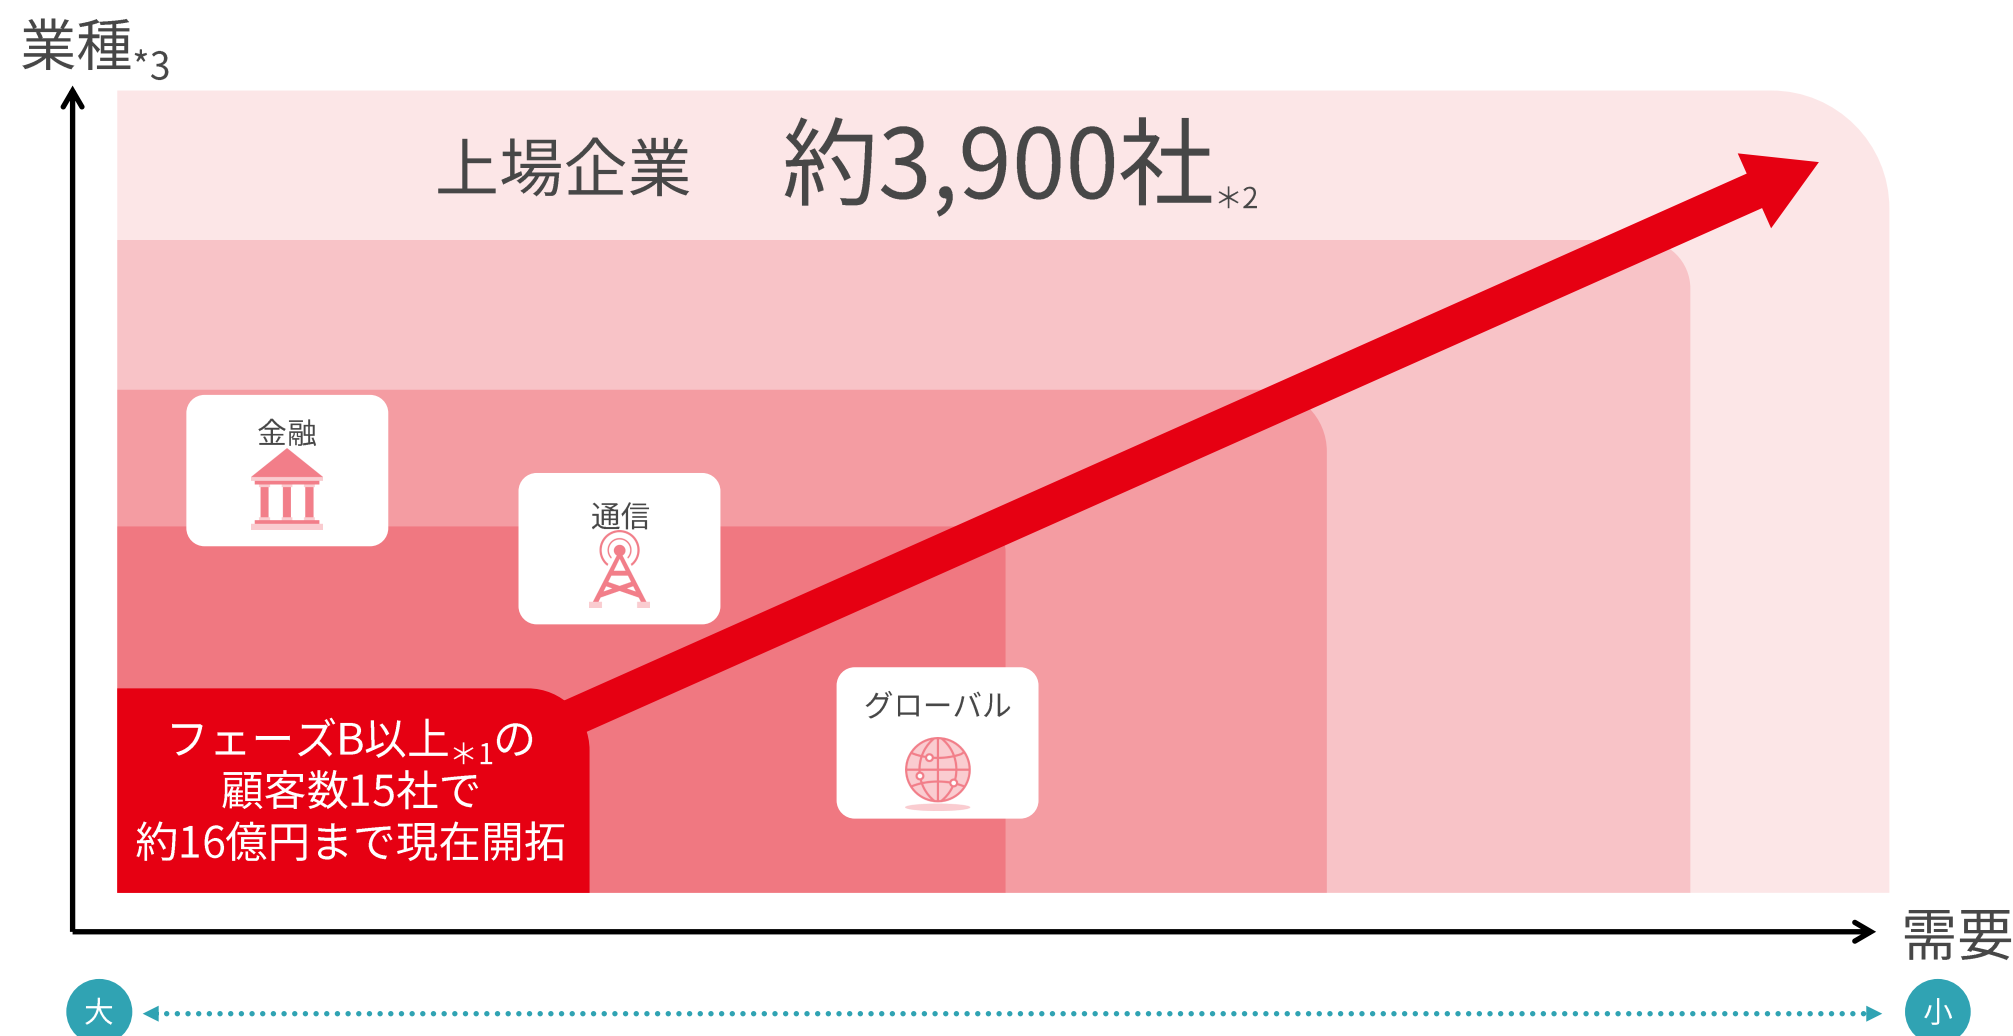 業種*3
上場企業 約3,900社＊2
金融
通信
グローバル
フェーズB以上＊1の
顧客数15社で
約16億円まで現在開拓
需要
大
小